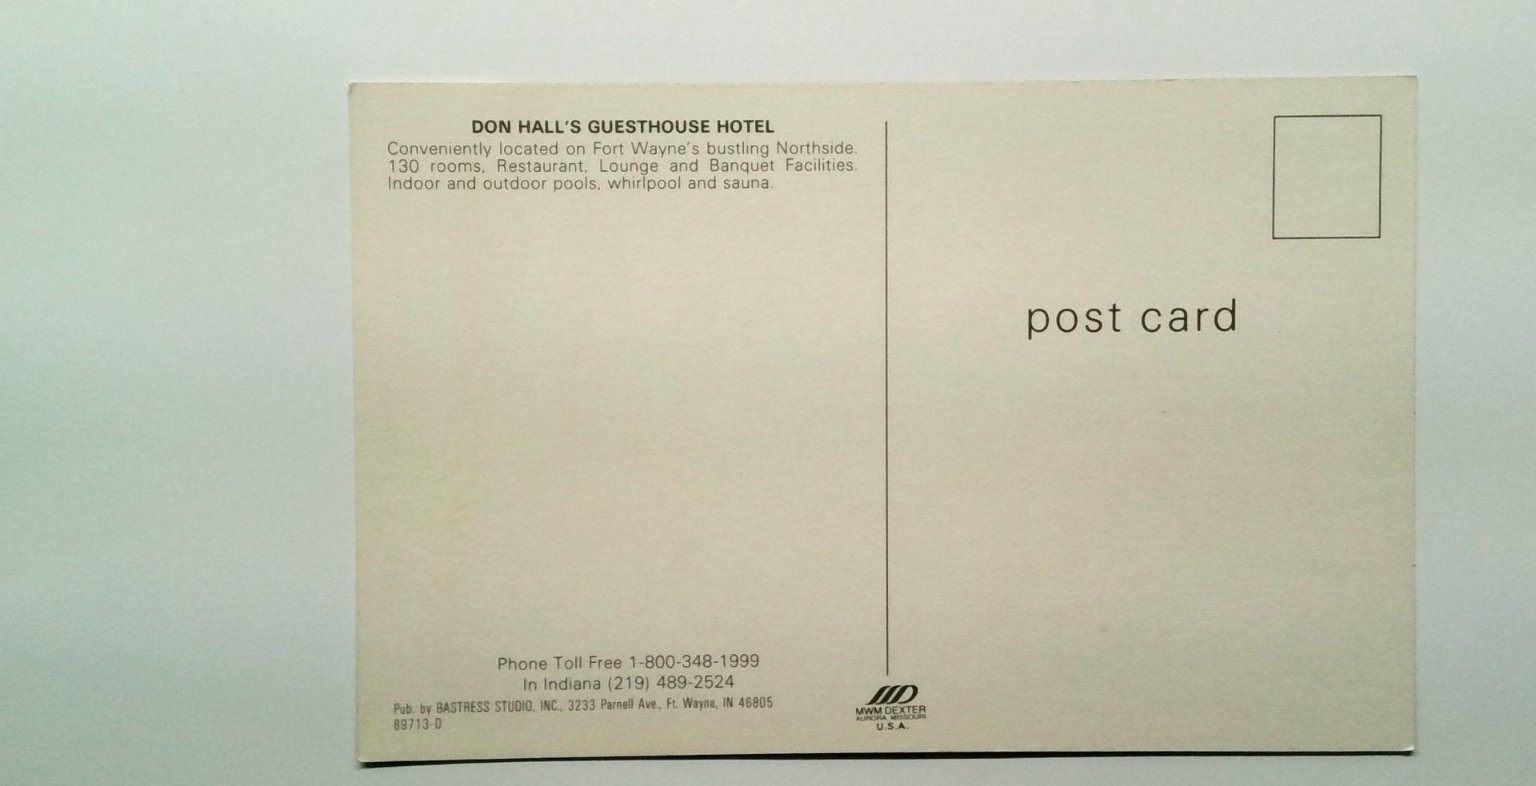 DON HALL'S GUESTHOUSE HOTEL
Conveniently located on Fort Wayne's bustling Northside.
130 rooms, Restaurant, Lounge and Banquet Facilities.
Indoor and outdoor pools, whirlpool and sauna.
post card
Phone Toll Free 1-800-348-1999
In Indiana (219) 489-2524
Pub. by BASTRESS STUDIO, INC., 3233 Parnell Ave., Ft. Wayne, IN 46805
89713-D
MWM DEXTER
AURORA MISSOURI
U.S.A.